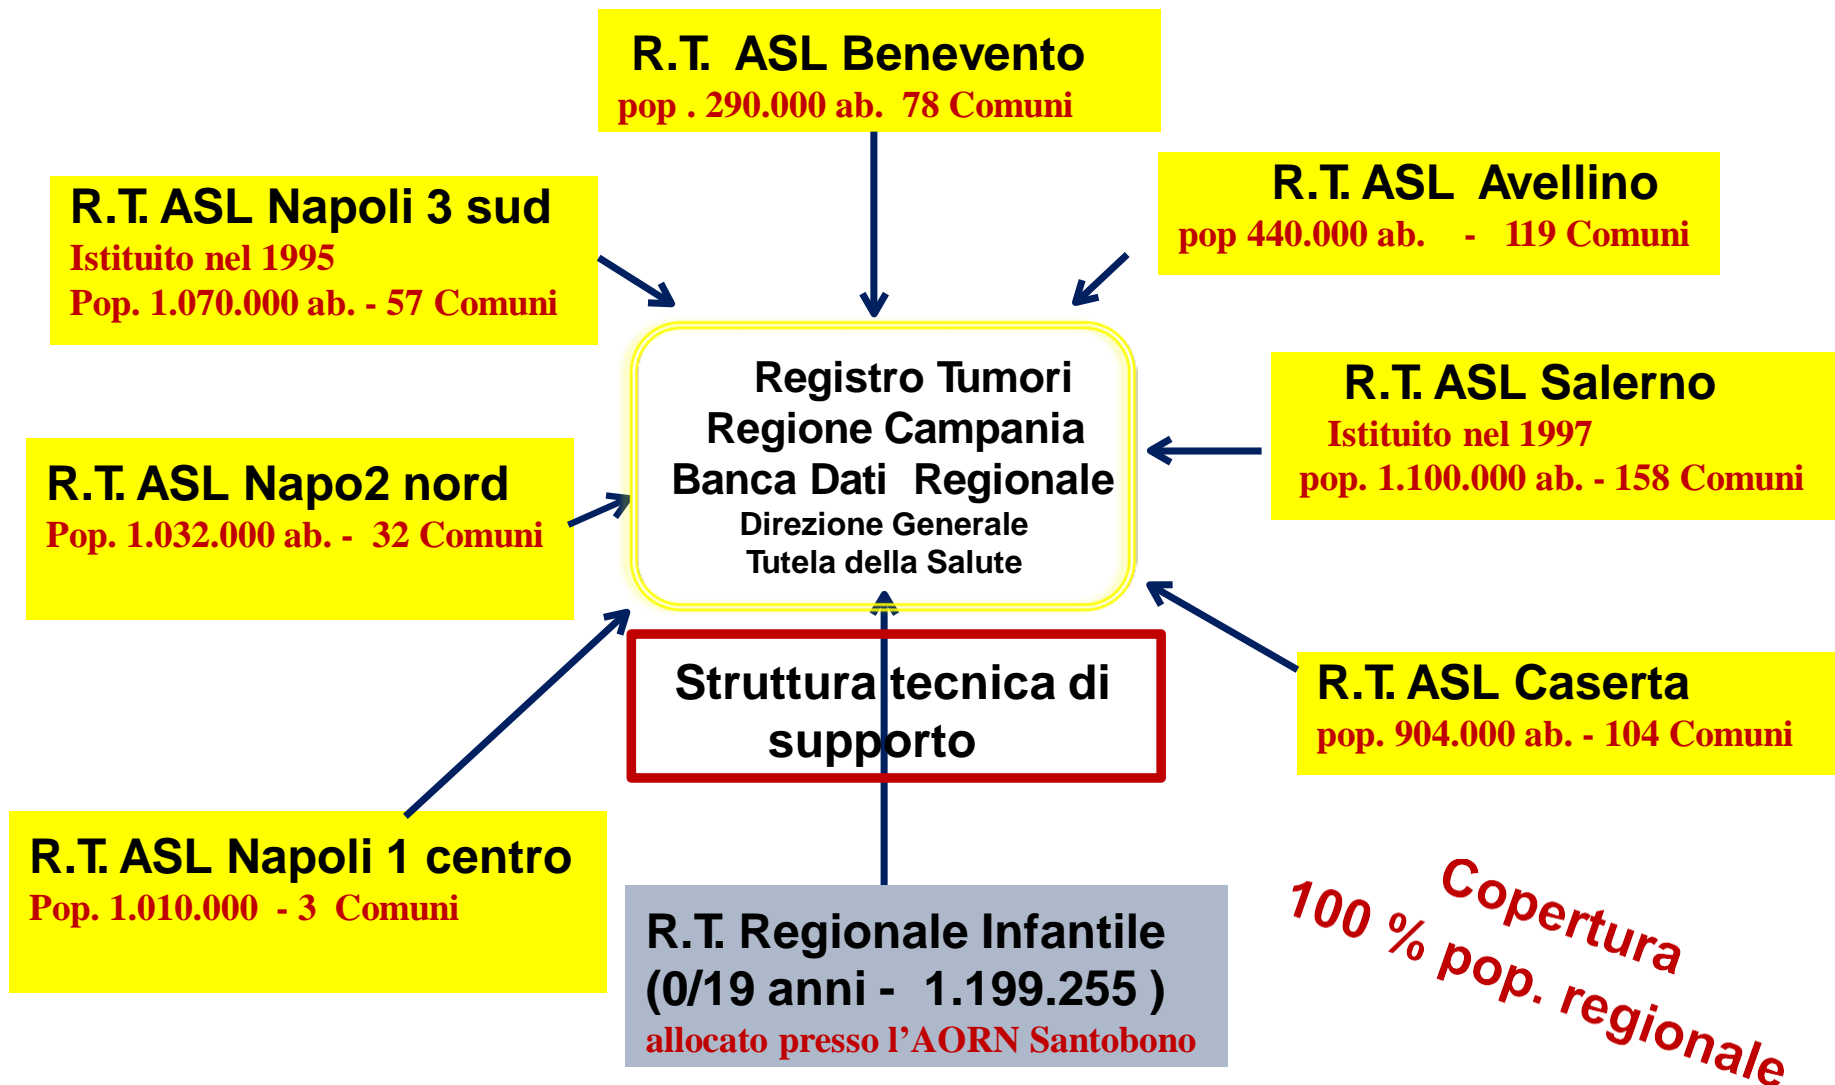 R.T. ASL Benevento
pop . 290.000 ab. 78 Comuni
R.T. ASL Napoli 3 sud
Istituito nel 1995
Pop. 1.070.000 ab. - 57 Comuni
R.T. ASL Avellino
pop 440.000 ab. - 119 Comuni
Registro Tumori
Regione Campania
Banca Dati Regionale
Direzione Generale
Tutela della Salute
R.T. ASL Salerno
Istituito nel 1997
pop. 1.100.000 ab. - 158 Comuni
R.T. ASL Napo2 nord
Pop. 1.032.000 ab. - 32 Comuni
Struttura tecnica di
supporto
R.T. ASL Caserta
pop. 904.000 ab. - 104 Comuni
R.T. ASL Napoli 1 centro
Pop. 1.010.000 - 3 Comuni
R.T. Regionale Infantile
(0/19 anni - 1.199.255 )
allocato presso l’AORN Santobono
Copertura
100 % pop. regionale